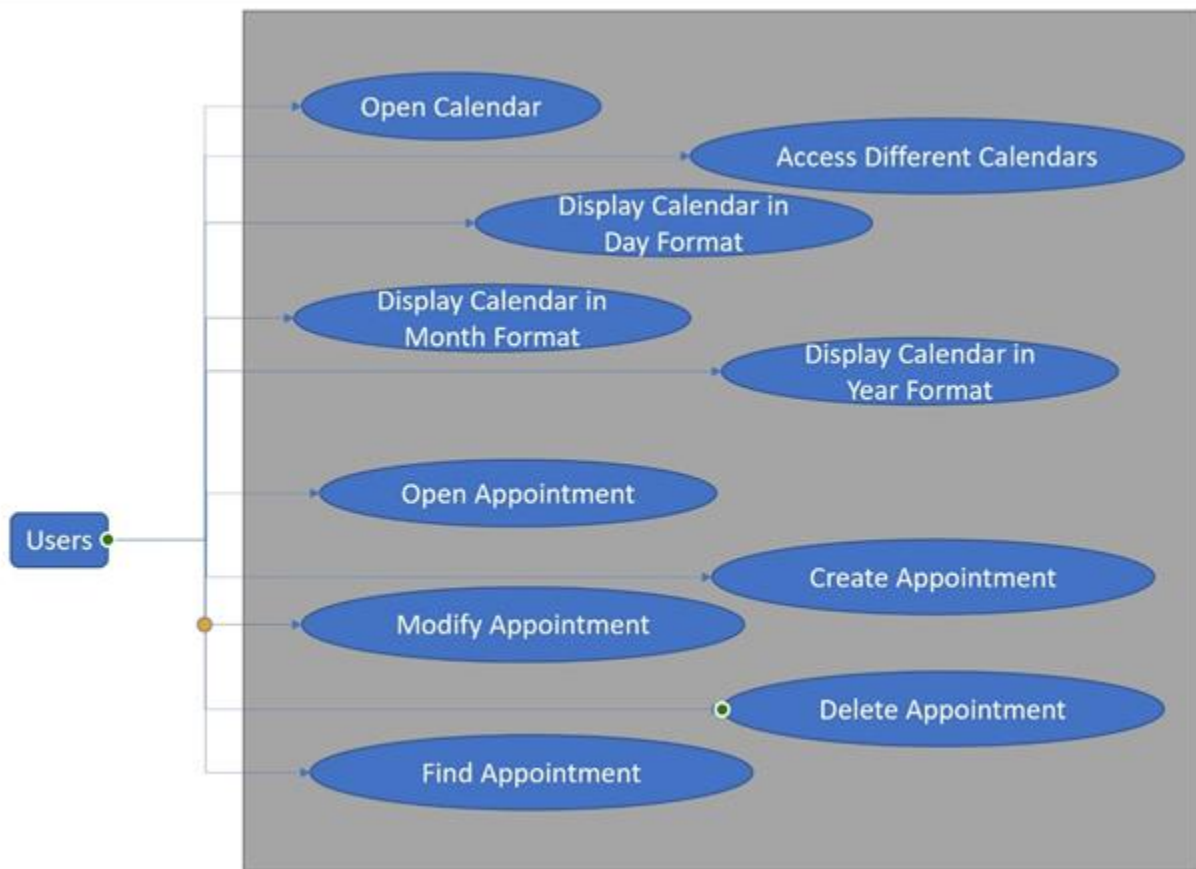 Open Calendar
Access Different Calendars
Display Calendar in
Day Format
Display Calendar in
Month Format
Display Calendar in
Year Format
Open Appointment
Users
Create Appointment
Modify Appointment
Delete Appointment
Find Appointment